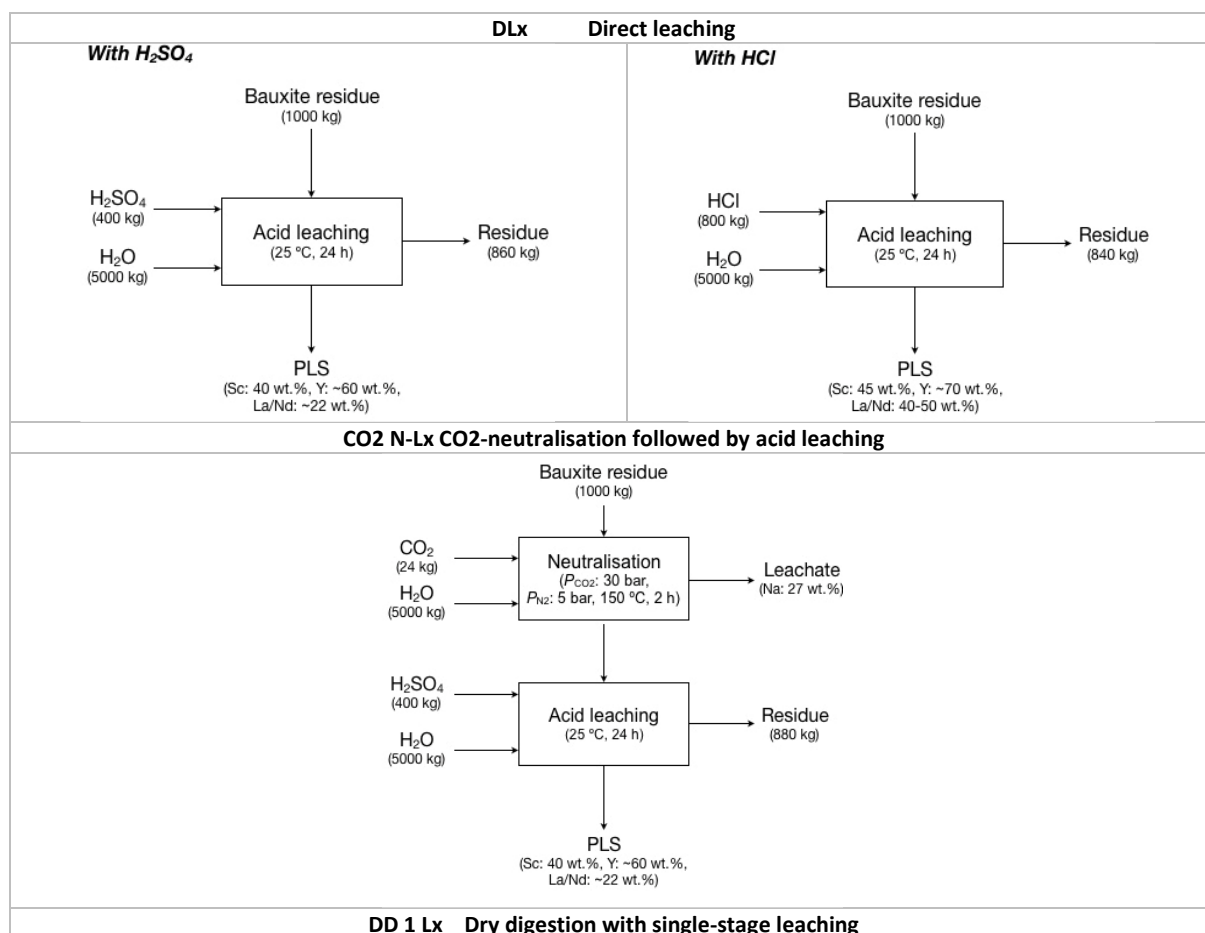 DLx Direct leaching
With H₂SO₄
Bauxite residue
(1000 kg)
H₂SO₄
(400 kg)
H₂O
(5000 kg)
Acid leaching
(25 ºC, 24 h)
Residue
(860 kg)
PLS
(Sc: 40 wt.%, Y: ~60 wt.%,
La/Nd: ~22 wt.%)
With HCl
Bauxite residue
(1000 kg)
HCl
(800 kg)
H₂O
(5000 kg)
Acid leaching
(25 ºC, 24 h)
Residue
(840 kg)
PLS
(Sc: 45 wt.%, Y: ~70 wt.%,
La/Nd: 40-50 wt.%)
CO2 N-Lx CO2-neutralisation followed by acid leaching
Bauxite residue
(1000 kg)
CO₂
(24 kg)
H₂O
(5000 kg)
Neutralisation
(P_CO2: 30 bar,
P_N2: 5 bar, 150 ºC, 2 h)
Leachate
(Na: 27 wt.%)
H₂SO₄
(400 kg)
H₂O
(5000 kg)
Acid leaching
(25 ºC, 24 h)
Residue
(880 kg)
PLS
(Sc: 40 wt.%, Y: ~60 wt.%,
La/Nd: ~22 wt.%)
DD 1 Lx Dry digestion with single-stage leaching